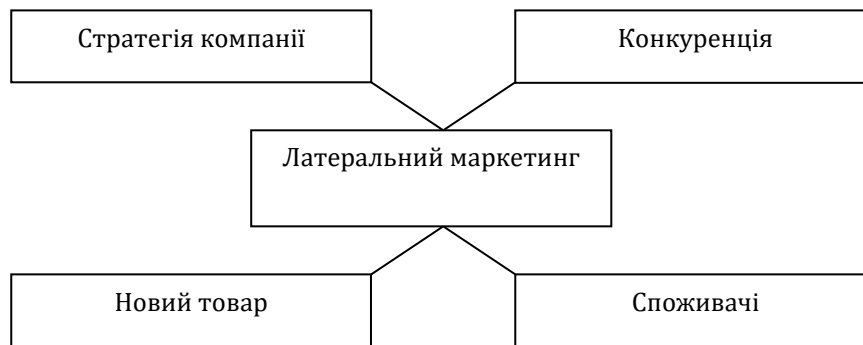 Стратегія компанії
Конкуренція
Латеральний маркетинг
Новий товар
Споживачі